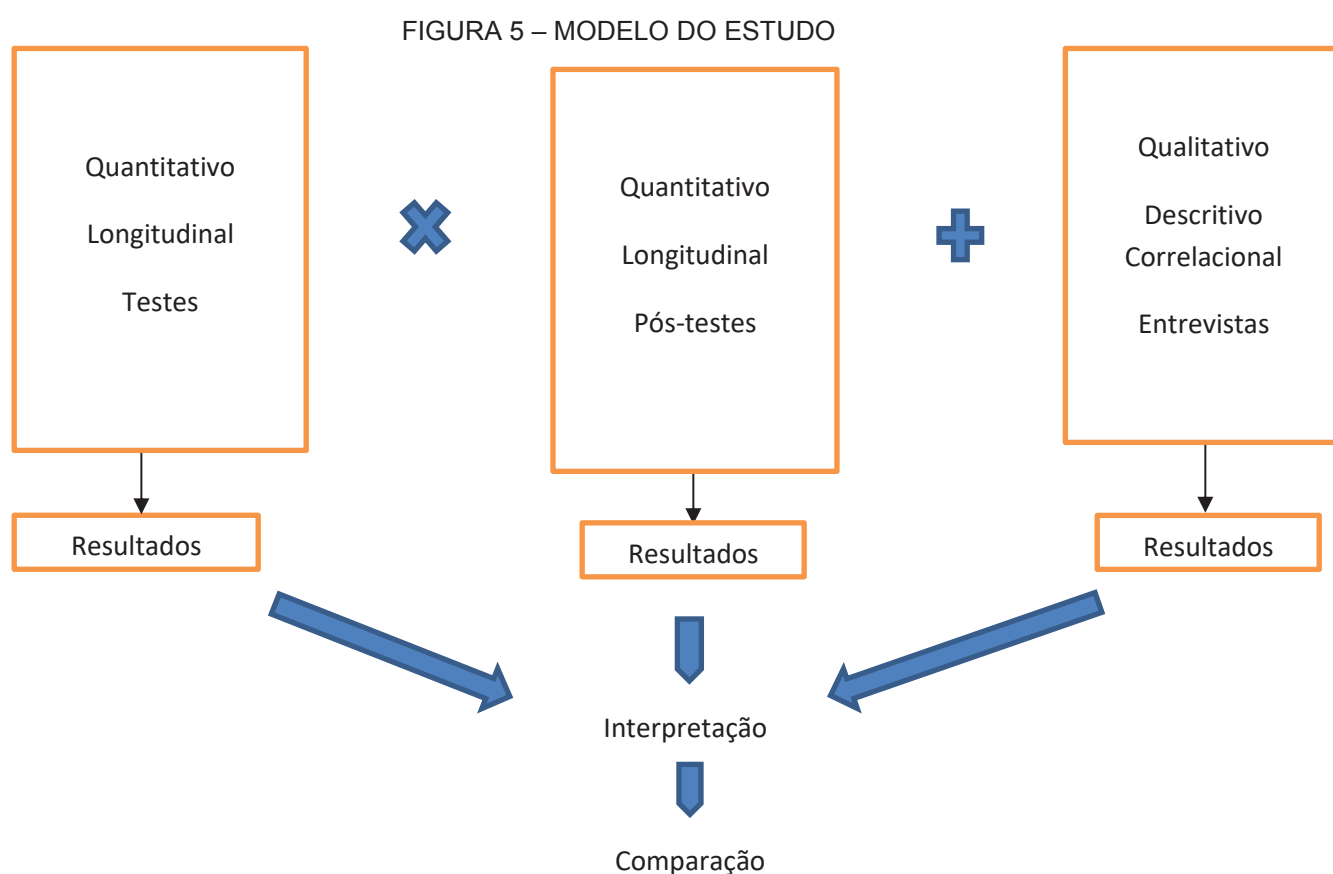 FIGURA 5 – MODELO DO ESTUDO
Quantitativo
Longitudinal
Testes
Quantitativo
Longitudinal
Pós-testes
Qualitativo
Descritivo
Correlacional
Entrevistas
Resultados
Resultados
Resultados
Interpretação
Comparação